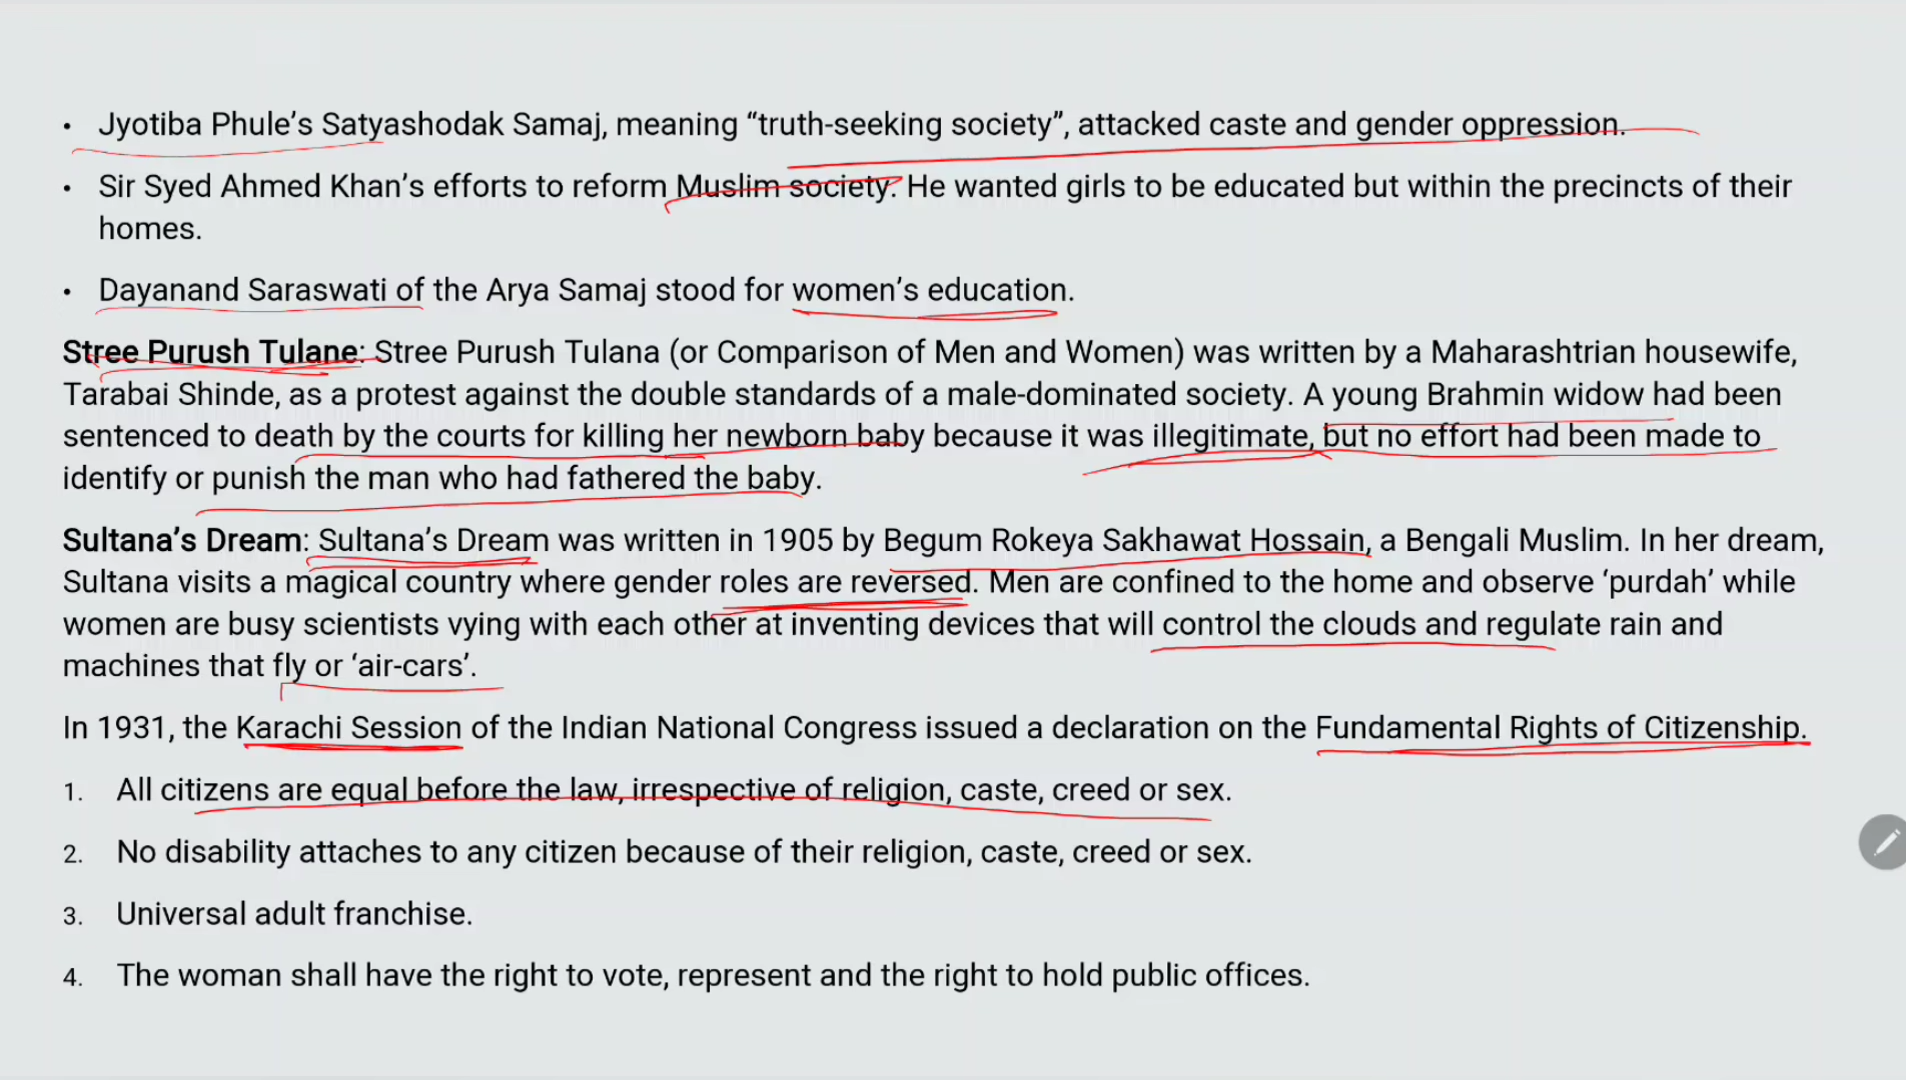 • Jyotiba Phule’s Satyashodak Samaj, meaning “truth-seeking society”, attacked caste and gender oppression.
• Sir Syed Ahmed Khan’s efforts to reform Muslim society. He wanted girls to be educated but within the precincts of their
homes.
• Dayanand Saraswati of the Arya Samaj stood for women’s education.
Stree Purush Tulane: Stree Purush Tulana (or Comparison of Men and Women) was written by a Maharashtrian housewife,
Tarabai Shinde, as a protest against the double standards of a male-dominated society. A young Brahmin widow had been
sentenced to death by the courts for killing her newborn baby because it was illegitimate, but no effort had been made to
identify or punish the man who had fathered the baby.
Sultana’s Dream: Sultana’s Dream was written in 1905 by Begum Rokeya Sakhawat Hossain, a Bengali Muslim. In her dream,
Sultana visits a magical country where gender roles are reversed. Men are confined to the home and observe ‘purdah’ while
women are busy scientists vying with each other at inventing devices that will control the clouds and regulate rain and
machines that fly or ‘air-cars’.
In 1931, the Karachi Session of the Indian National Congress issued a declaration on the Fundamental Rights of Citizenship.
1. All citizens are equal before the law, irrespective of religion, caste, creed or sex.
2. No disability attaches to any citizen because of their religion, caste, creed or sex.
3. Universal adult franchise.
4. The woman shall have the right to vote, represent and the right to hold public offices.